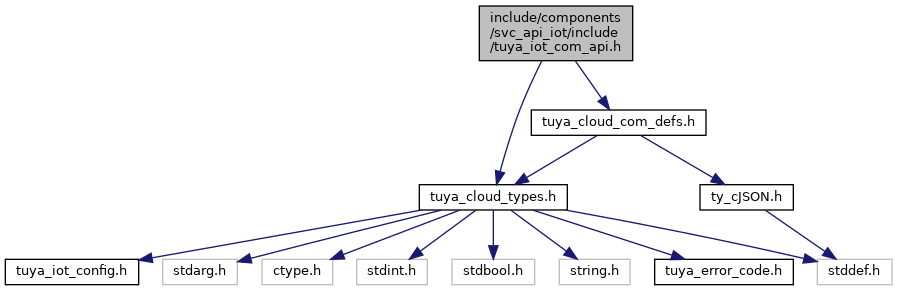 include/components
/svc_api_iot/include
/tuya_iot_com_api.h
tuya_cloud_com_defs.h
tuya_cloud_types.h
ty_cJSON.h
tuya_iot_config.h
stdarg.h
ctype.h
stdint.h
stdbool.h
string.h
tuya_error_code.h
stddef.h